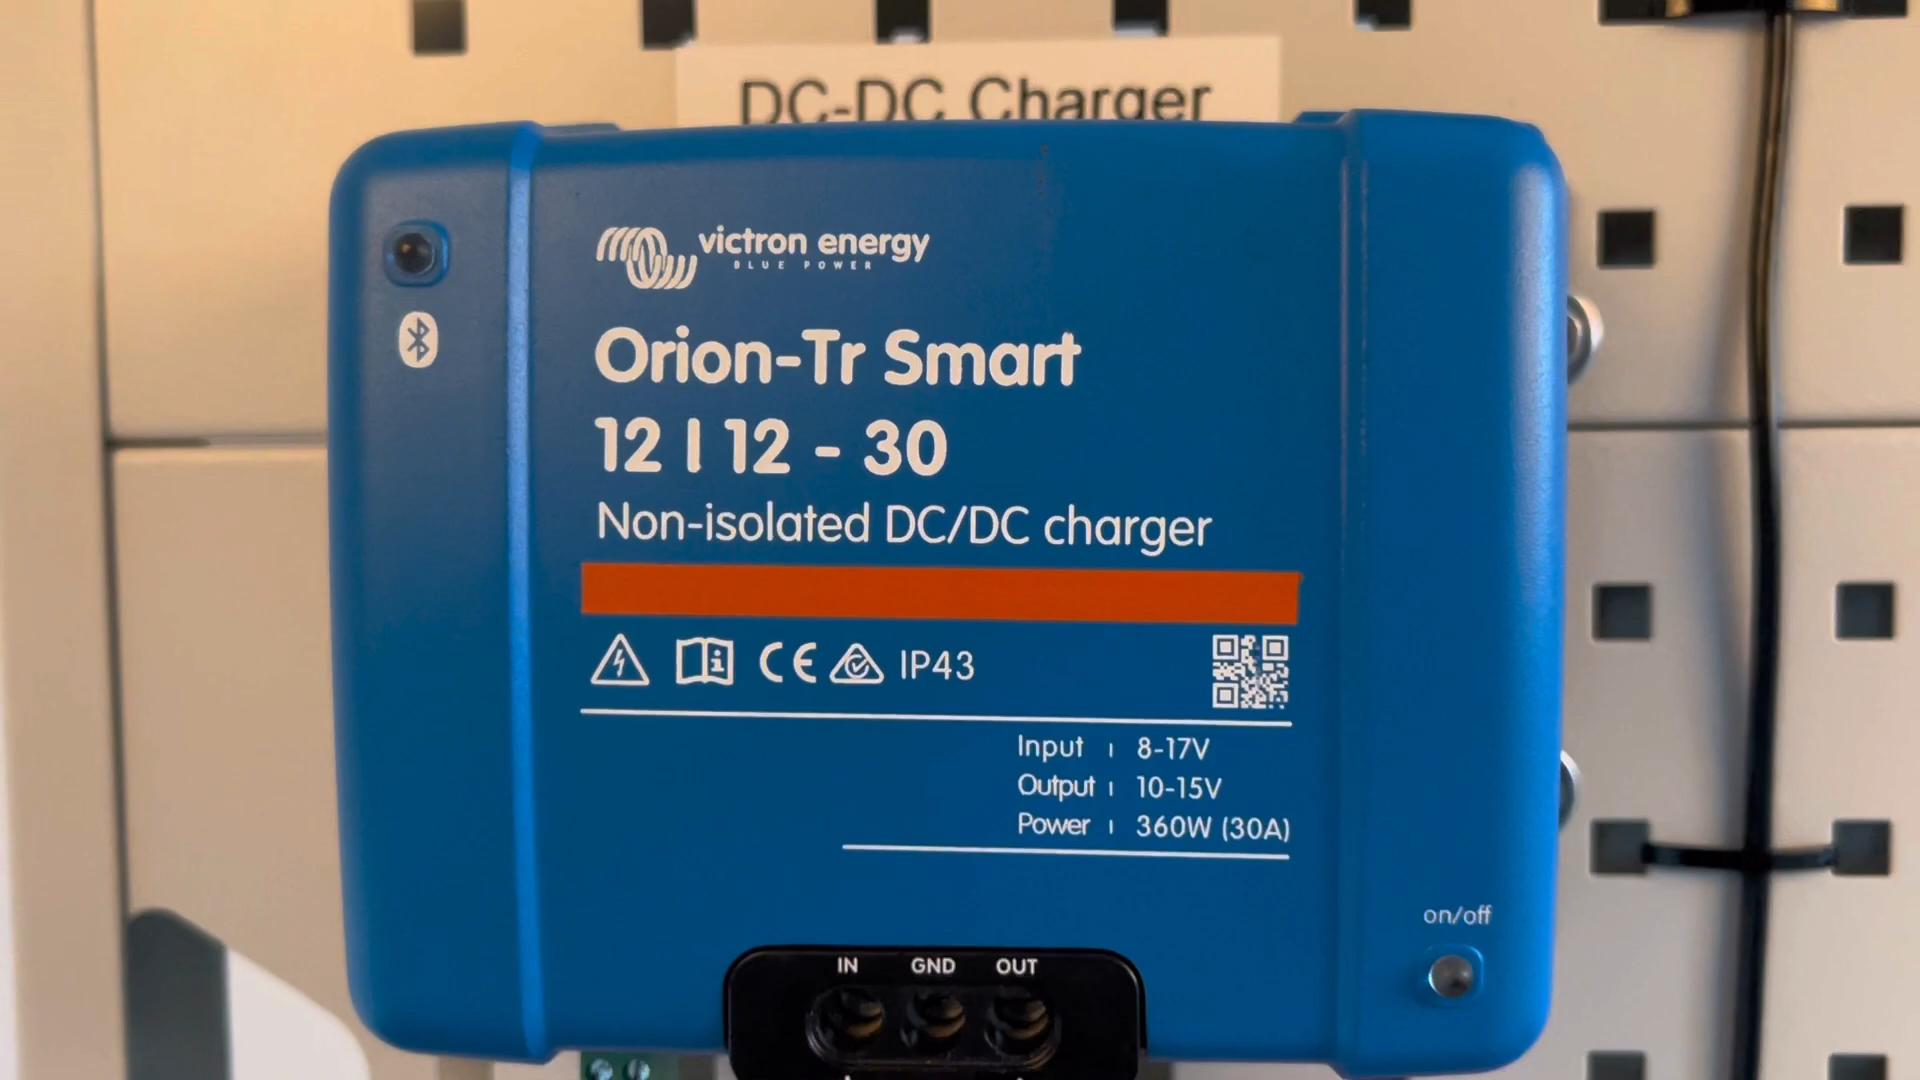 DC-DC Charger
victron energy
BLUE POWER
Orion-Tr Smart
12 | 12 - 30
Non-isolated DC/DC charger
CE IP43
Input | 8-17V
Output | 10-15V
Power | 360W (30A)
on/off
IN GND OUT